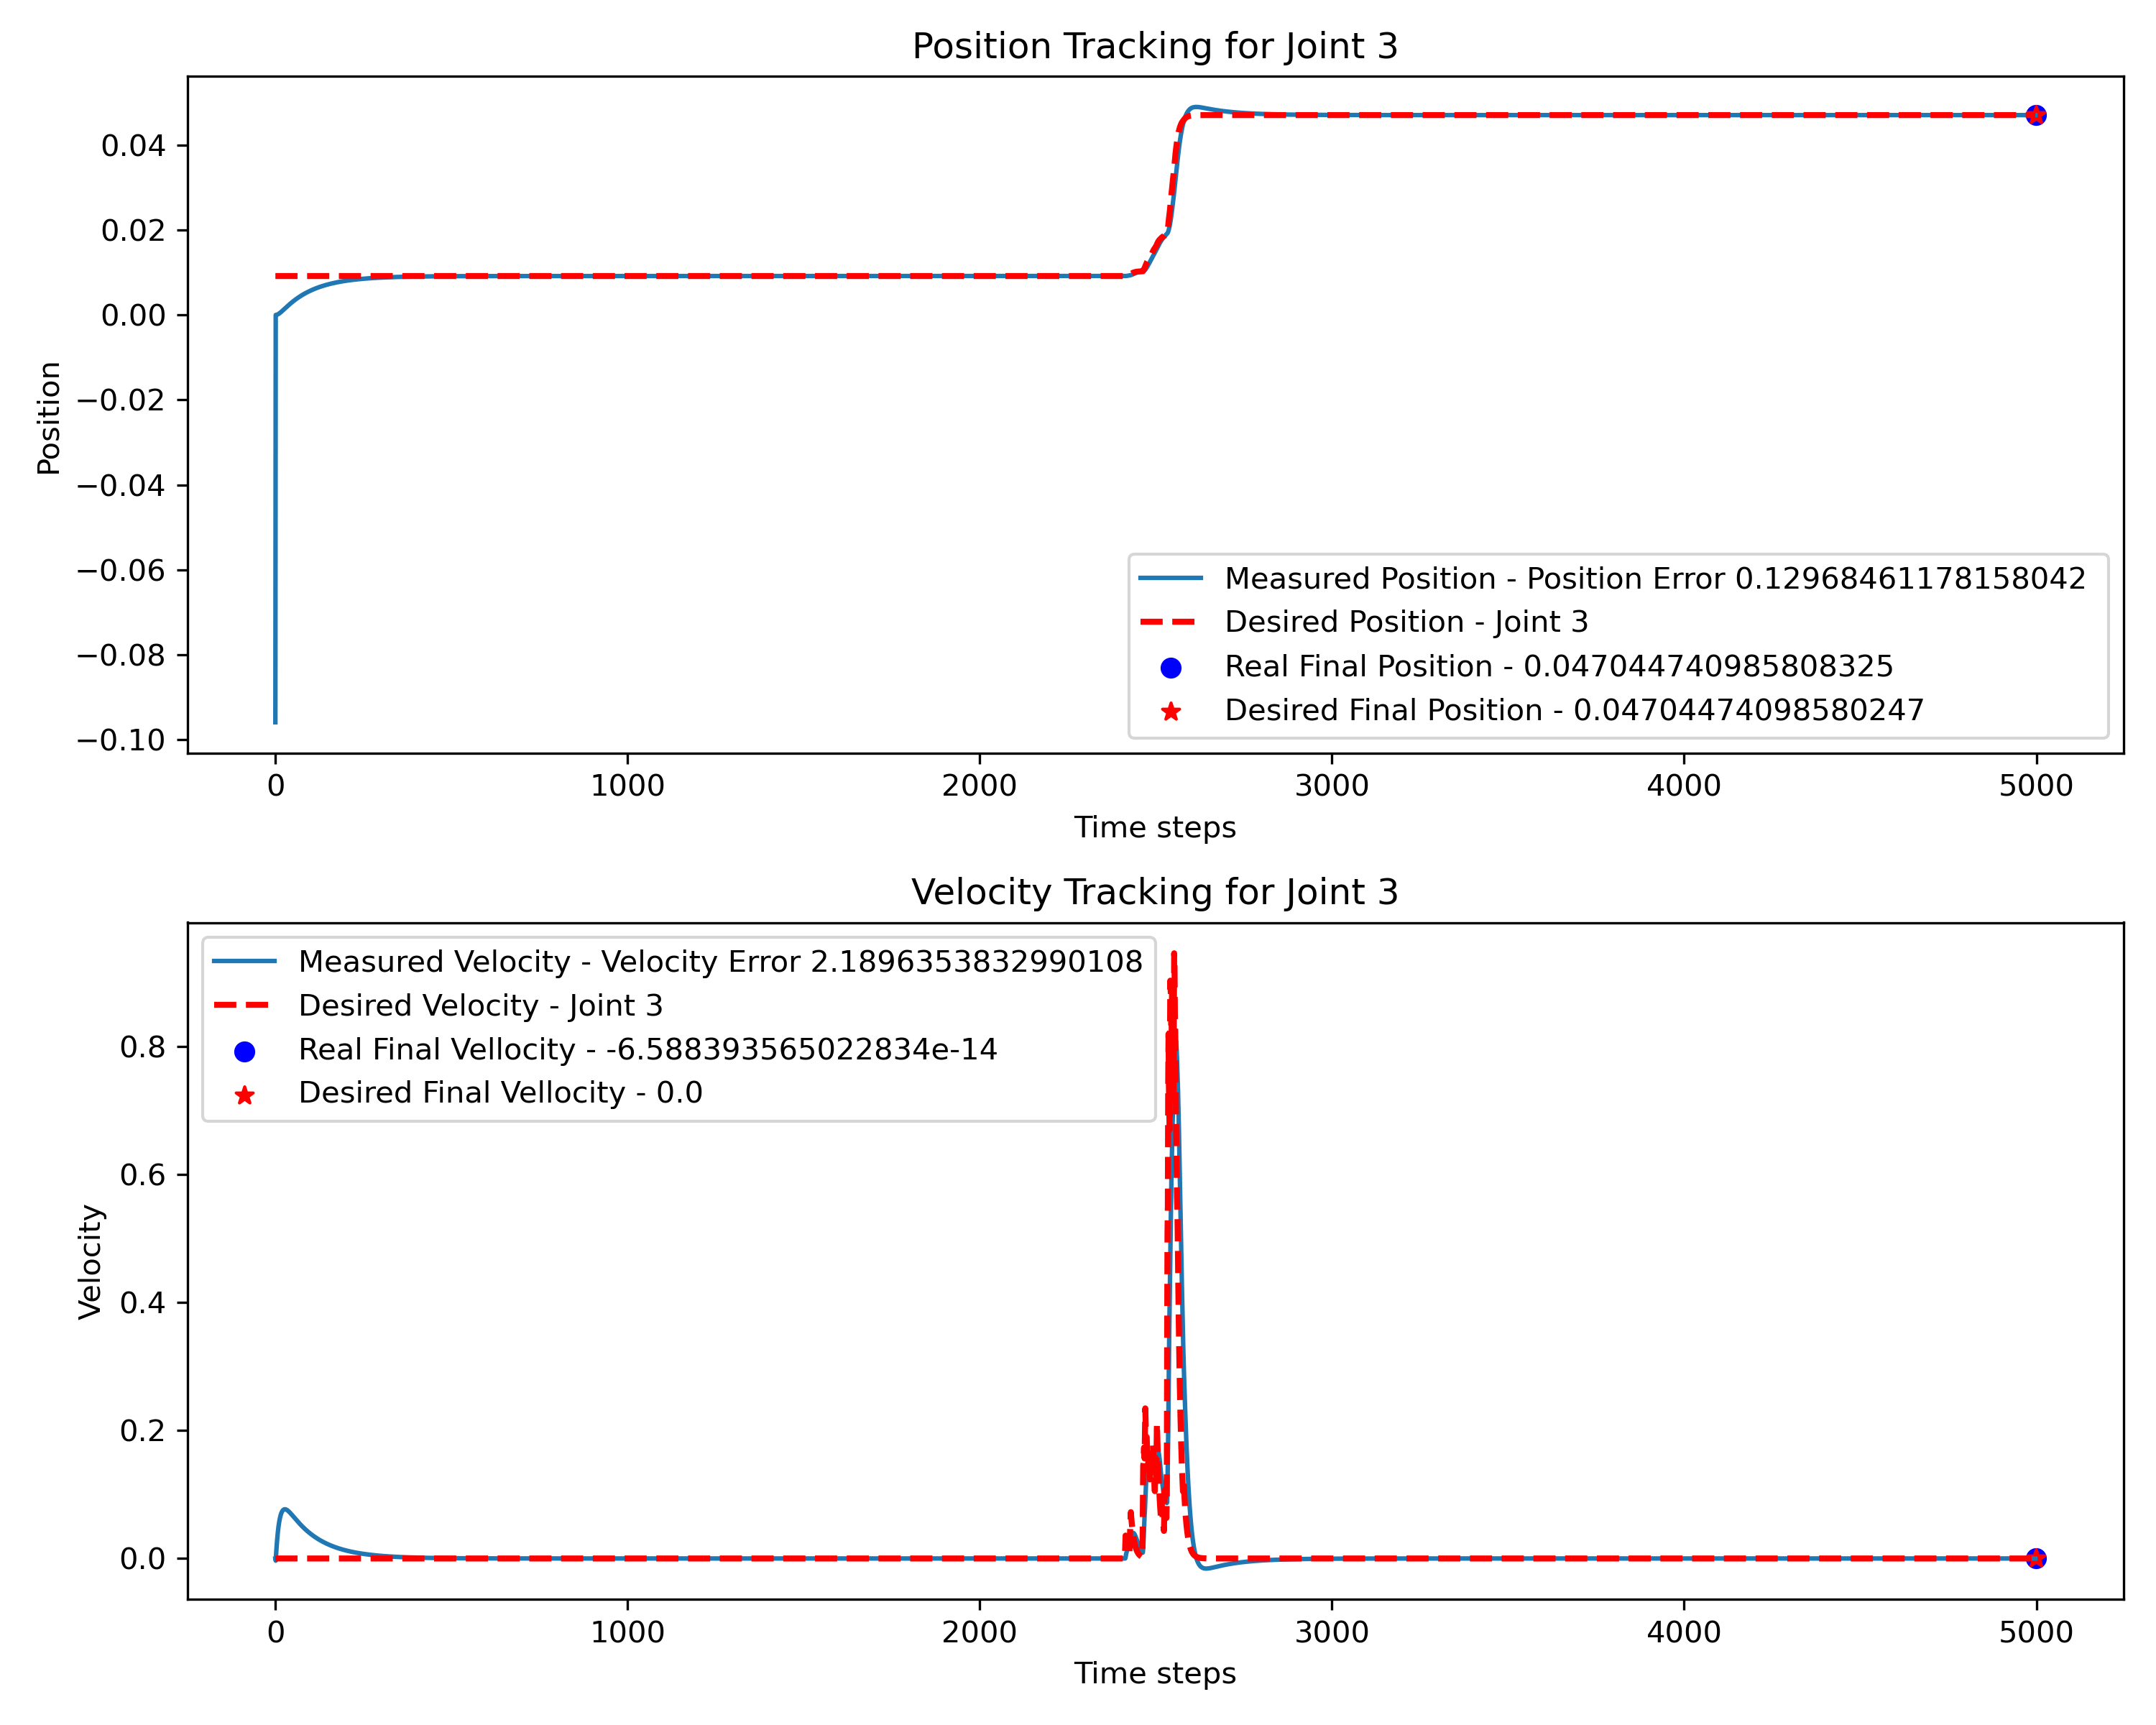 Position Tracking for Joint 3
0.04
0.02
0.00
−0.02
−0.04
−0.06
−0.08
−0.10
Position
Measured Position - Position Error 0.12968461178158042
Desired Position - Joint 3
Real Final Position - 0.047044740985808325
Desired Final Position - 0.04704474098580247
0 1000 2000 3000 4000 5000
Time steps
Velocity Tracking for Joint 3
Measured Velocity - Velocity Error 2.1896353832990108
Desired Velocity - Joint 3
Real Final Vellocity - -6.588393565022834e-14
Desired Final Vellocity - 0.0
0.8
0.6
0.4
0.2
0.0
Velocity
0 1000 2000 3000 4000 5000
Time steps